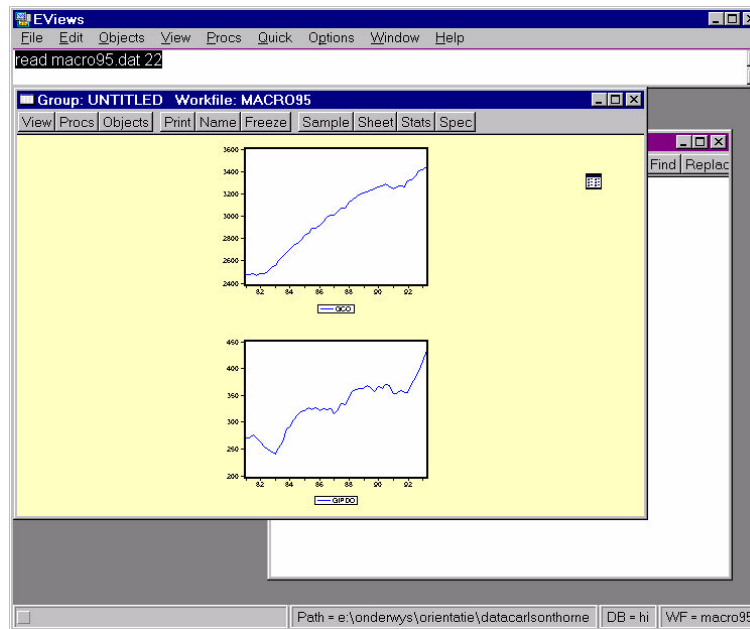 EViews
File Edit Objects View Procs Quick Options Window Help
read macro95.dat 22
Group: UNTITLED Workfile: MACRO95
View Procs Objects Print Name Freeze Sample Sheet Stats Spec
Find Replac
3600
3400
3200
3000
2800
2600
2400
82 84 86 88 90 92
GCO
450
400
350
300
250
200
82 84 86 88 90 92
GIPDO
Path = e:\onderwys\orientatie\datacarlsonthorne DB = hi WF = macro95